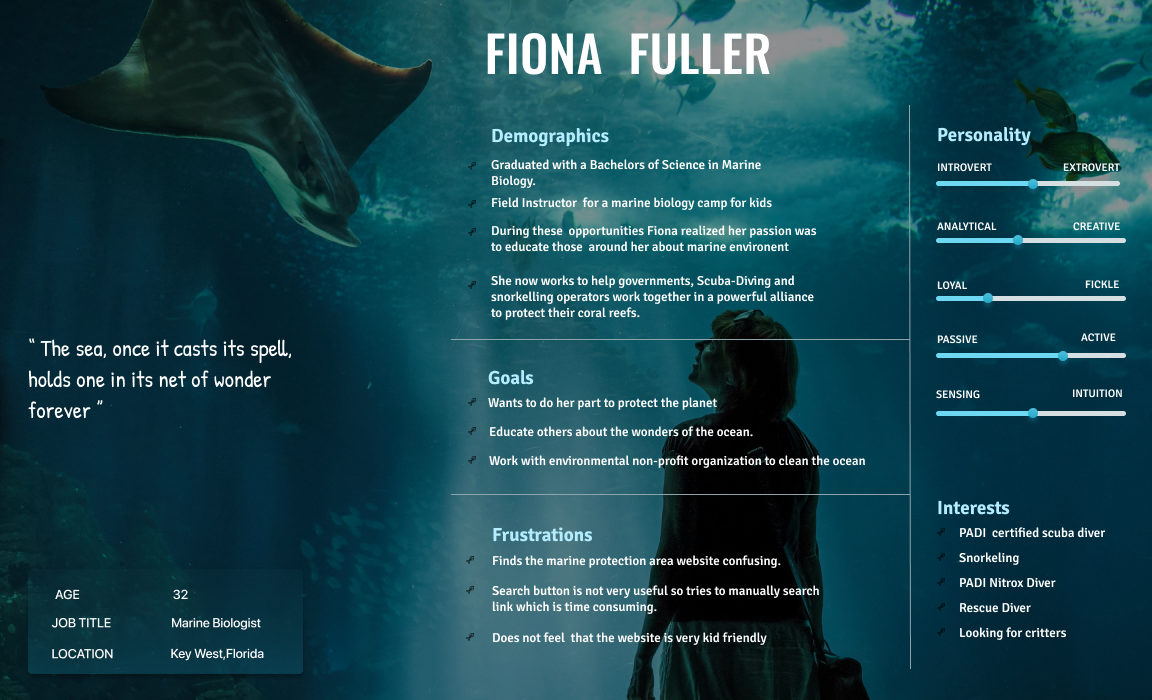 FIONA FULLER
“ The sea, once it casts its spell,
holds one in its net of wonder
forever ”
AGE 32
JOB TITLE Marine Biologist
LOCATION Key West,Florida
Demographics
Graduated with a Bachelors of Science in Marine
Biology.
Field Instructor for a marine biology camp for kids
During these opportunities Fiona realized her passion was
to educate those around her about marine environent
She now works to help governments, Scuba-Diving and
snorkelling operators work together in a powerful alliance
to protect their coral reefs.
Goals
Wants to do her part to protect the planet
Educate others about the wonders of the ocean.
Work with environmental non-profit organization to clean the ocean
Frustrations
Finds the marine protection area website confusing.
Search button is not very useful so tries to manually search
link which is time consuming.
Does not feel that the website is very kid friendly
Personality
INTROVERT EXTROVERT
ANALYTICAL CREATIVE
LOYAL FICKLE
PASSIVE ACTIVE
SENSING INTUITION
Interests
PADI certified scuba diver
Snorkeling
PADI Nitrox Diver
Rescue Diver
Looking for critters